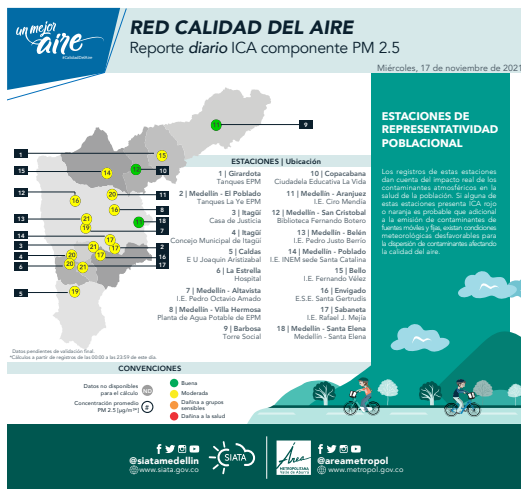 un mejor
aire
#CalidadDelAire
RED CALIDAD DEL AIRE
Reporte diario ICA componente PM 2.5
Miércoles, 17 de noviembre de 2021
ESTACIONES DE
REPRESENTATIVIDAD
POBLACIONAL
Los registros de estas estaciones
dan cuenta del impacto real de los
contaminantes atmosféricos en la
salud de la población. Si alguna de
estas estaciones presenta ICA rojo
o naranja es probable que adicional
a la emisión de contaminantes de
fuentes móviles y fijas, existan condiciones
meteorológicas desfavorables para
la dispersión de contaminantes afectando
la calidad del aire.
11
9
1
15
15
14
12
10
12
20
11
16
16
8
13
21
11
18
19
7
14
17
3
21
17
2
4
20
16
6
20
21
17
5
19
ESTACIONES | Ubicación
1 | Girardota
Tanques EPM
2 | Medellín - El Poblado
Tanques La Ye EPM
3 | Itagüí
Casa de Justicia
4 | Itagüí
Concejo Municipal de Itagüí
5 | Caldas
E U Joaquín Aristizabal
6 | La Estrella
Hospital
7 | Medellín - Altavista
I.E. Pedro Octavio Amado
8 | Medellín - Villa Hermosa
Planta de Agua Potable de EPM
9 | Barbosa
Torre Social
10 | Copacabana
Ciudadela Educativa La Vida
11 | Medellín - Aranjuez
I.E. Ciro Mendía
12 | Medellín - San Cristobal
Biblioteca Fernando Botero
13 | Medellín - Belén
I.E. Pedro Justo Berrio
14 | Medellín - Poblado
I.E. INEM sede Santa Catalina
15 | Bello
I.E. Fernando Vélez
16 | Envigado
E.S.E. Santa Gertrudis
17 | Sabaneta
I.E. Rafael J. Mejía
18 | Medellín - Santa Elena
Medellín - Santa Elena
Datos pendientes de validación final.
*Cálculos a partir de registros de las 00:00 a las 23:59 de este día.
CONVENCIONES
Datos no disponibles
para el cálculo
ND
Concentración promedio
PM 2.5 [µg/m³*]
#
Buena
Moderada
Dañina a grupos
sensibles
Dañina a la salud
@siatamedellin
www.siata.gov.co
SIATA
Área
METROPOLITANA
Valle de Aburrá
@areametropol
www.metropol.gov.co